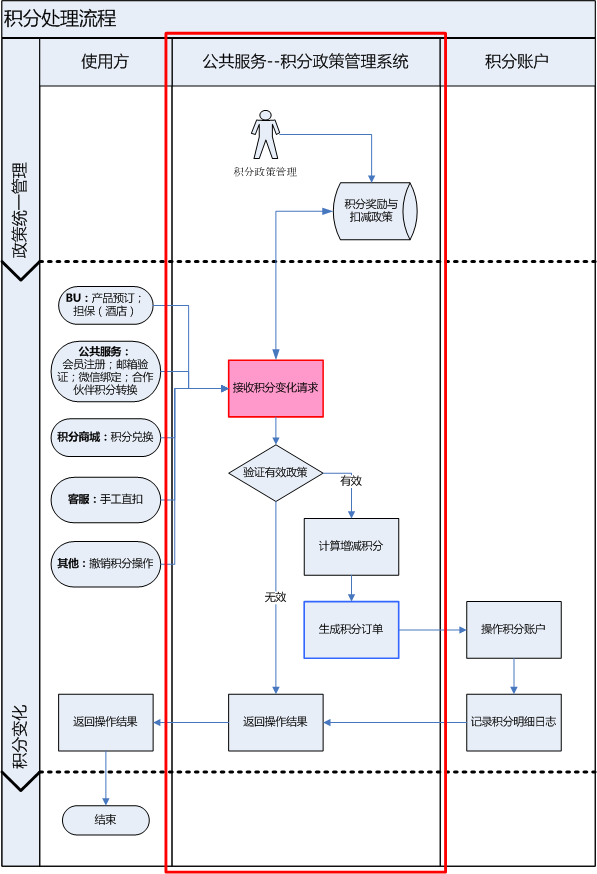 积分处理流程
使用方
公共服务--积分政策管理系统
积分账户
政策统一管理
积分政策管理
积分奖励与
扣减政策
积分变化
BU：产品预订；
担保（酒店）
公共服务：
会员注册；邮箱验
证；微信绑定；合作
伙伴积分转换
积分商城：积分兑换
客服：手工直扣
其他：撤销积分操作
接收积分变化请求
验证有效政策
有效
计算增减积分
无效
生成积分订单
操作积分账户
返回操作结果
返回操作结果
记录积分明细日志
结束